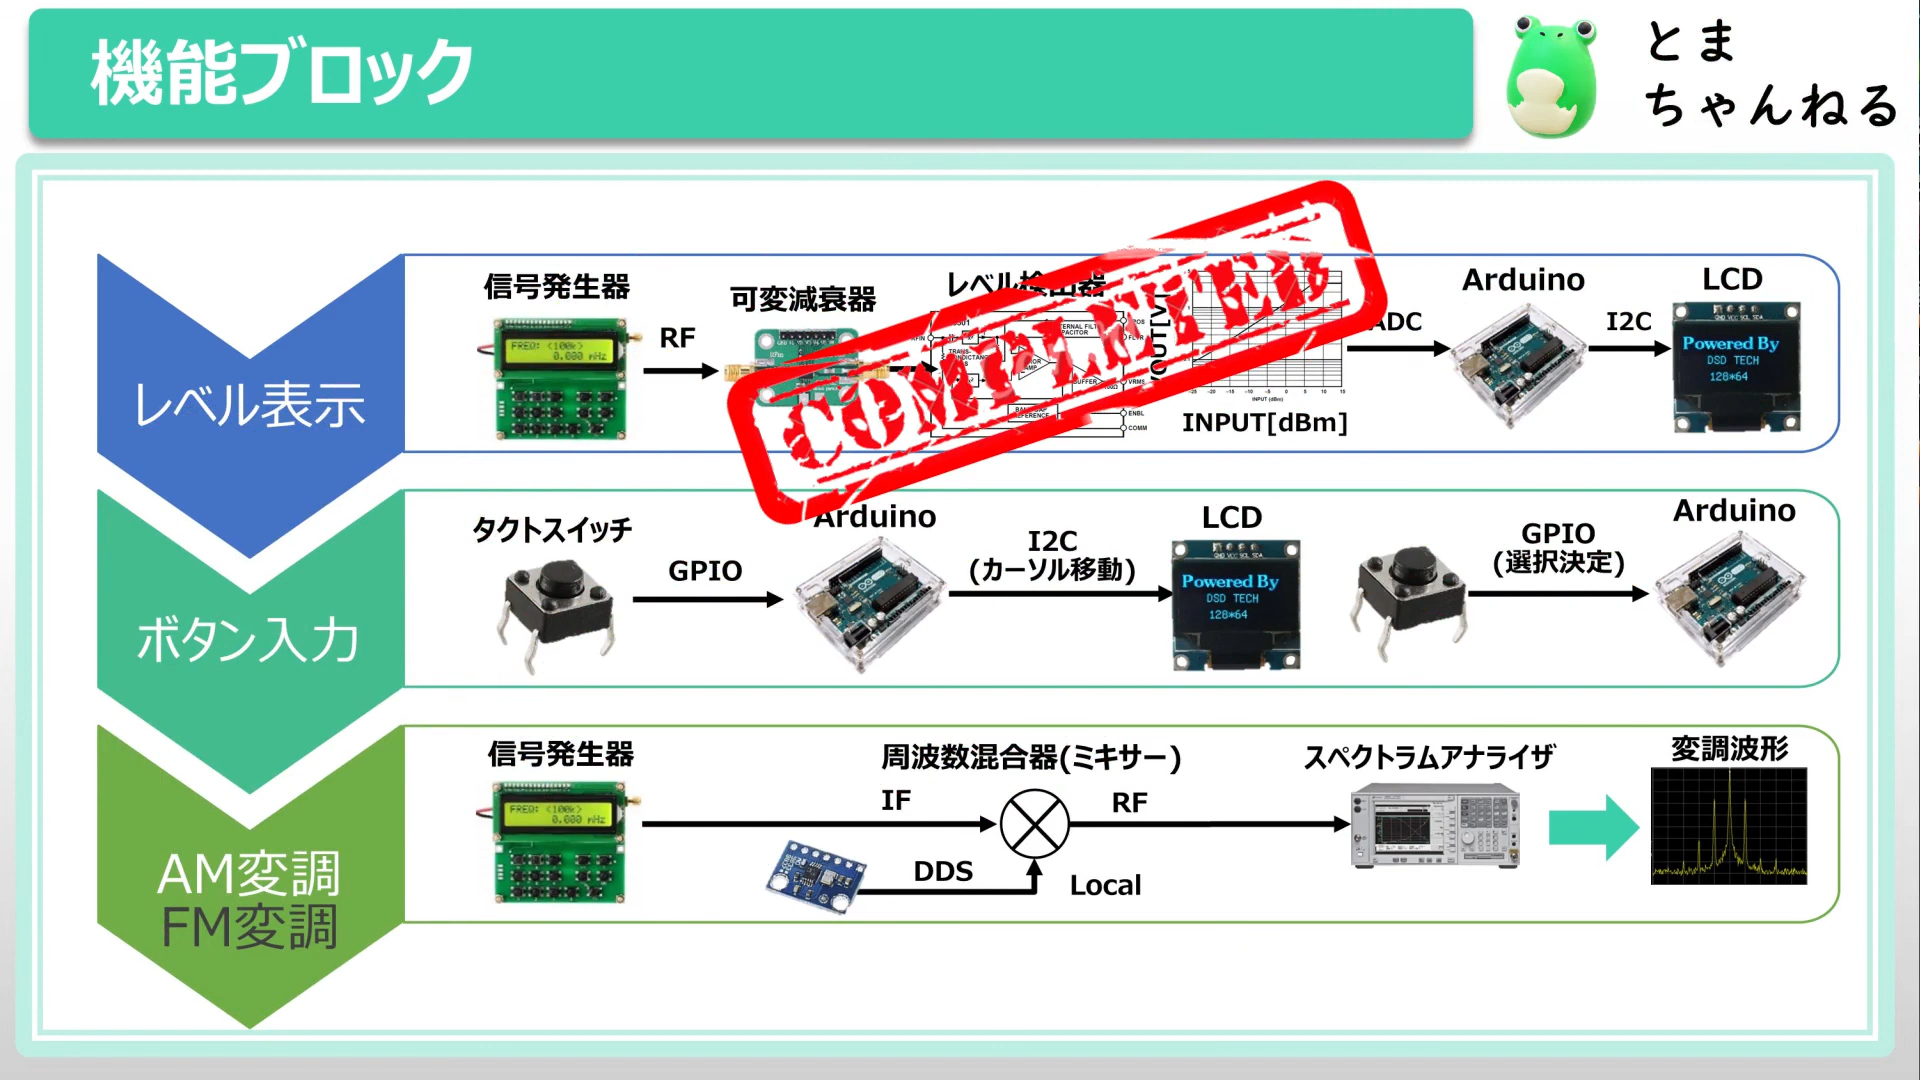 機能ブロック
とま
ちゃんねる
レベル表示
信号発生器
RF
可変減衰器
レベル検出器
COMPLETED
INPUT[dBm]
ADC
Arduino
I2C
LCD
Powered By
DSD TECH
128*64
ボタン入力
タクトスイッチ
GPIO
Arduino
I2C
(カーソル移動)
LCD
Powered By
DSD TECH
128*64
GPIO
(選択決定)
Arduino
AM変調
FM変調
信号発生器
IF
DDS
周波数混合器(ミキサー)
RF
Local
スペクトラムアナライザ
変調波形